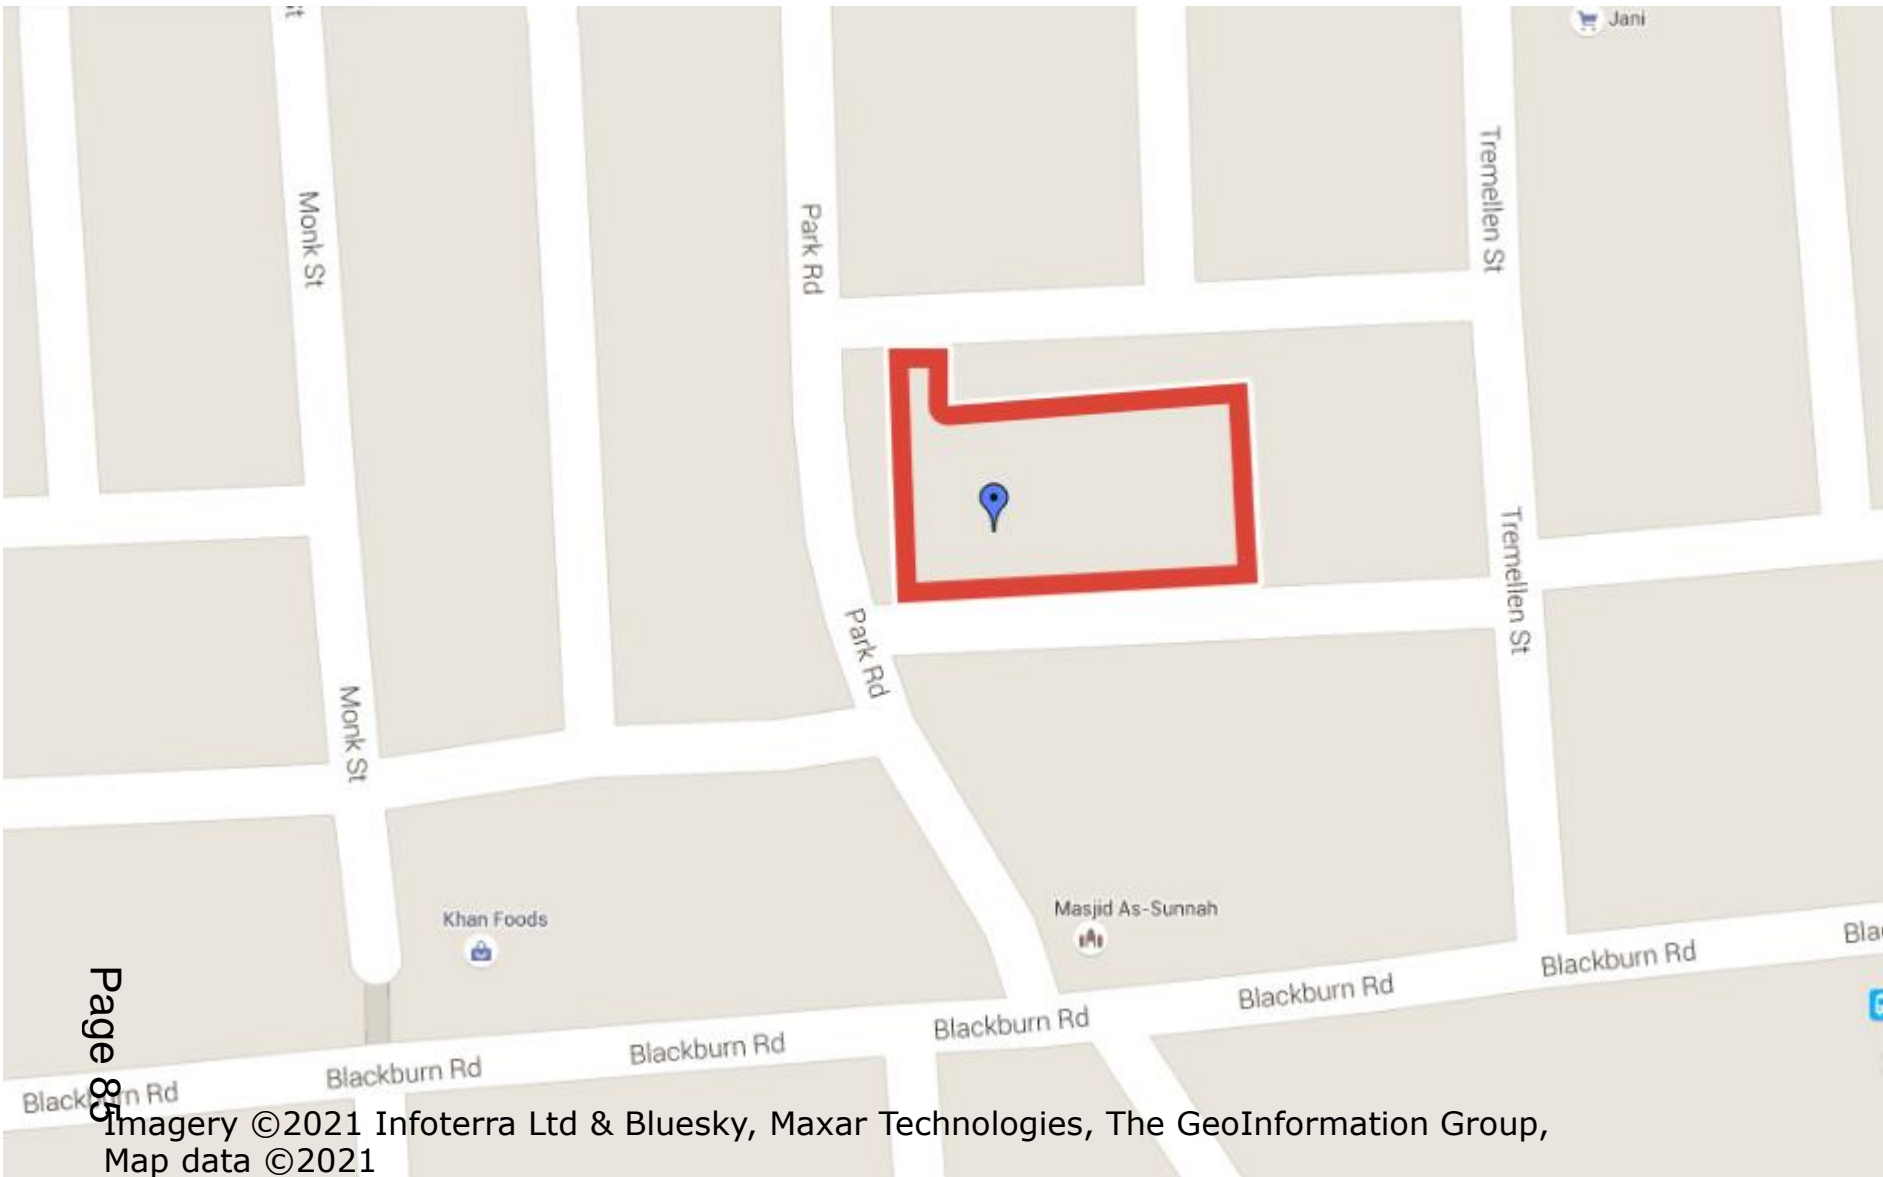 Jani
Monk St
Park Rd
Tremellen St
Tremellen St
Park Rd
Monk St
Khan Foods
Masjid As-Sunnah
Blackburn Rd
Blackburn Rd
Blackburn Rd
Blackburn Rd
Blackburn Rd
Bla
Page 85
Imagery ©2021 Infoterra Ltd & Bluesky, Maxar Technologies, The GeoInformation Group,
Map data ©2021